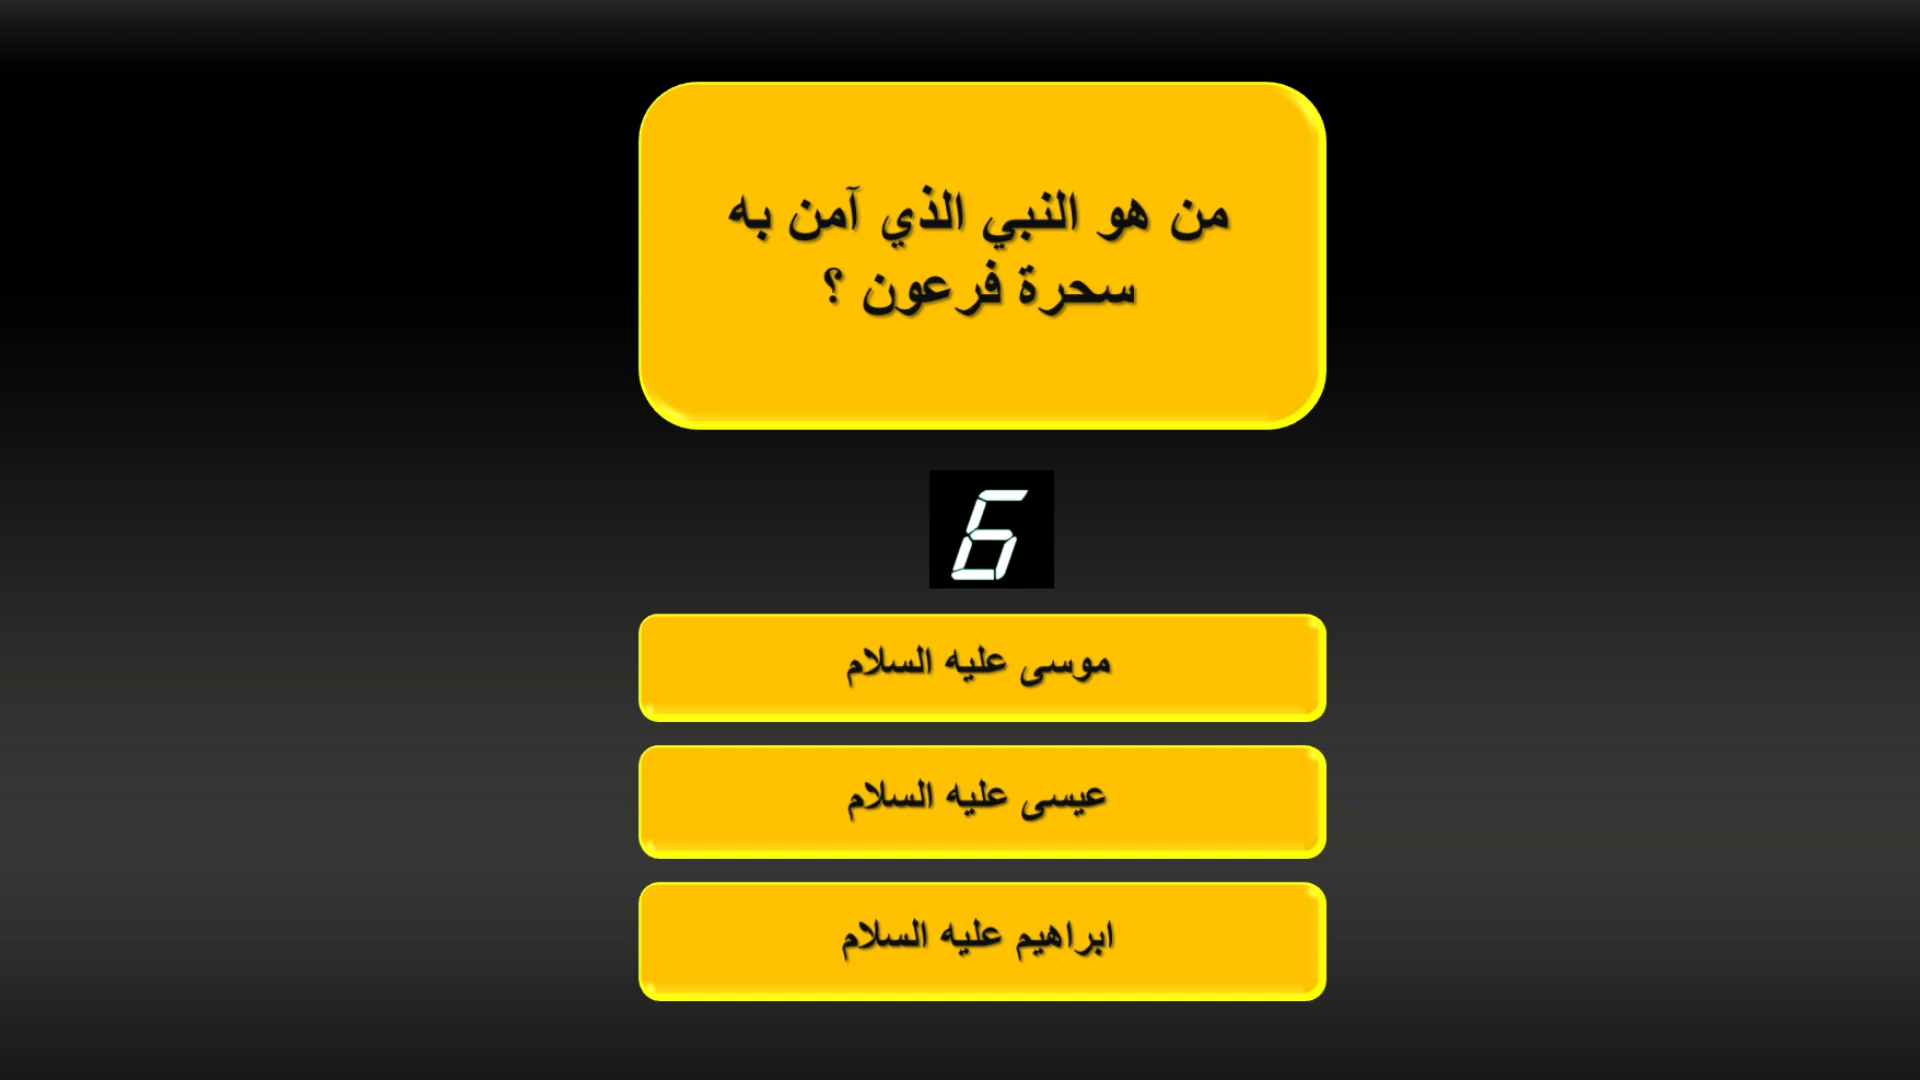 من هو النبي الذي آمن به
سحرة فرعون ؟
6
موسى عليه السلام
عيسى عليه السلام
ابراهيم عليه السلام